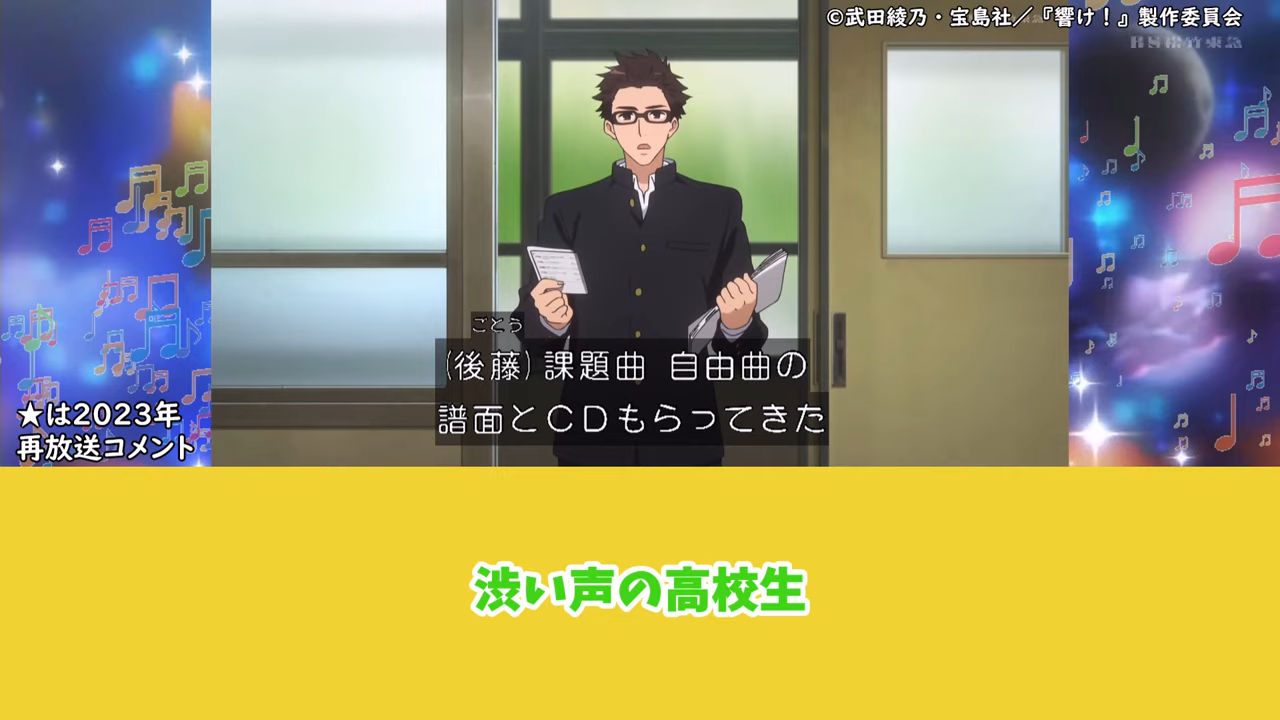 ©武田綾乃・宝島社／『響け！』製作委員会
ごとう
(後藤)課題曲 自由曲の
譜面とCDもらってきた
★は2023年
再放送コメント
渋い声の高校生